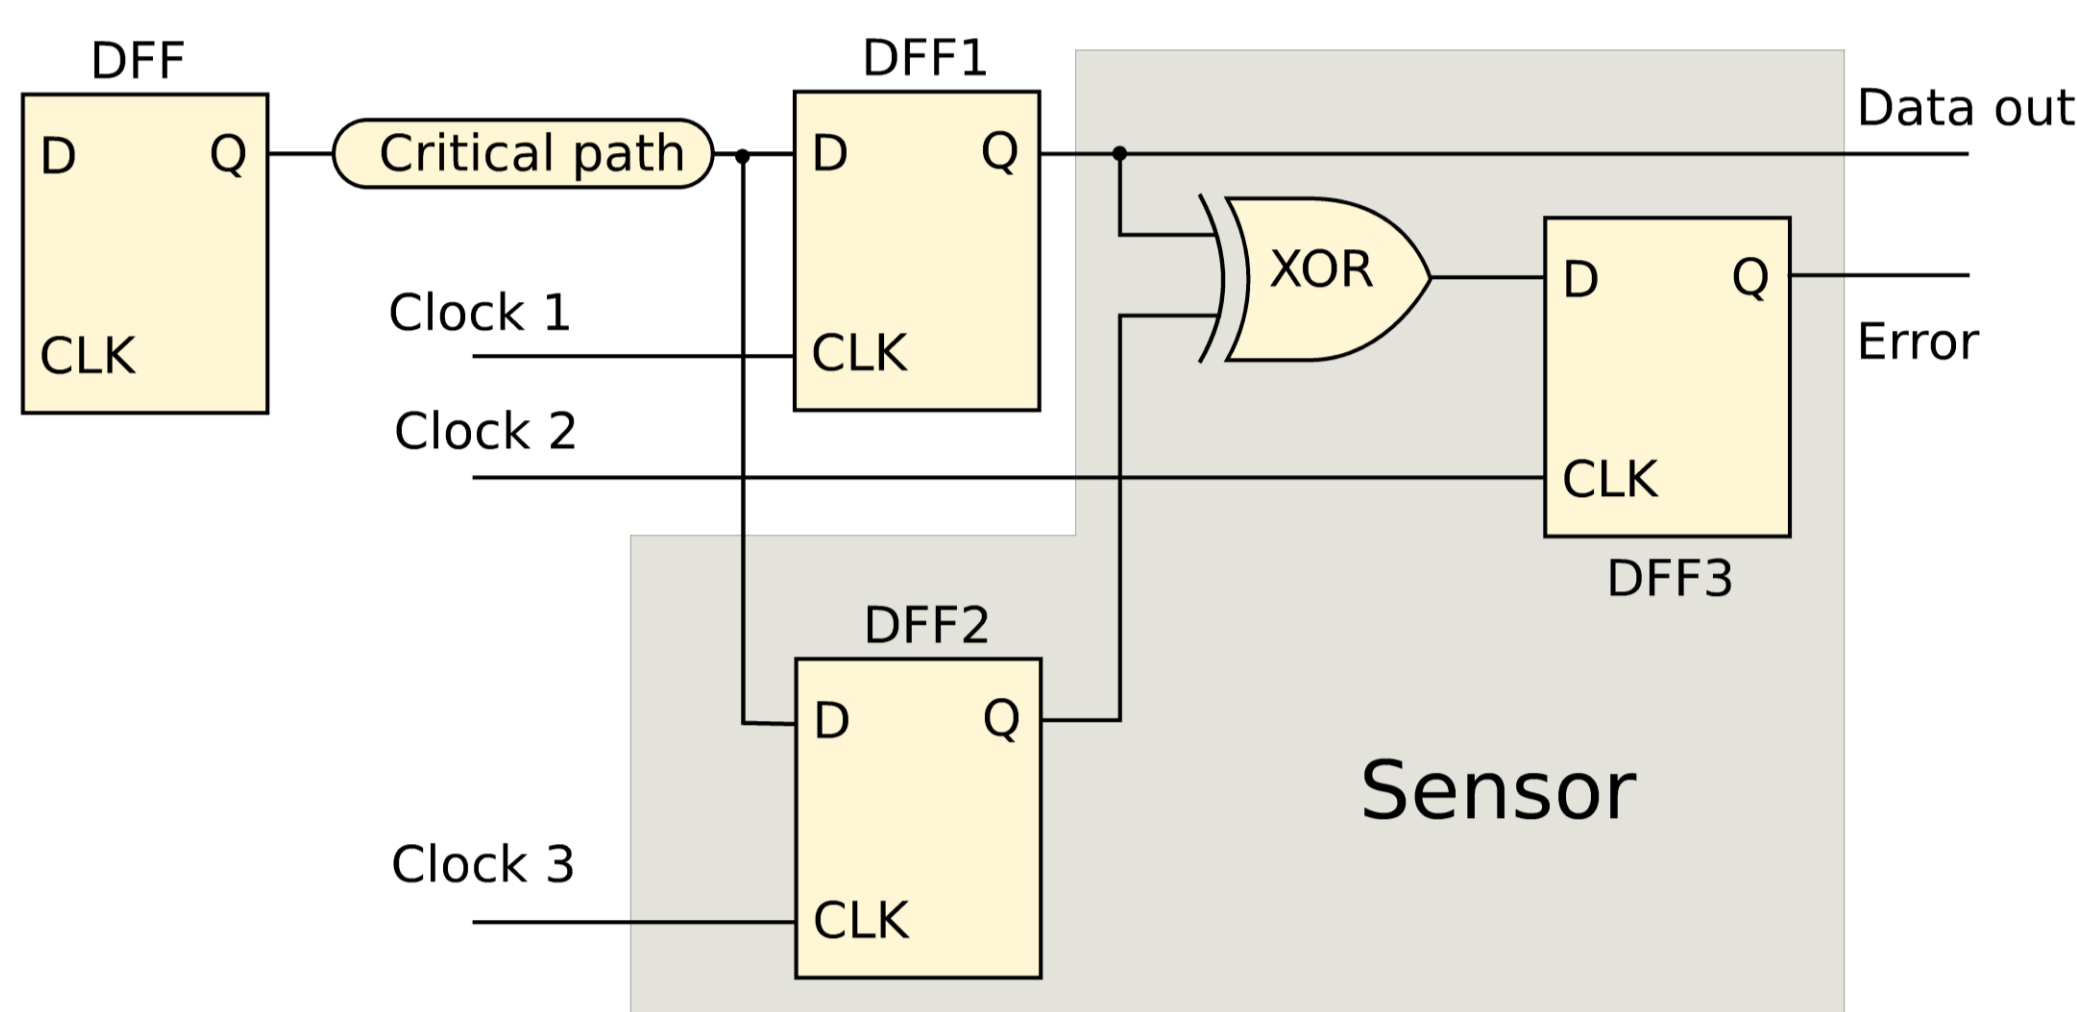 DFF
D
Q
CLK
Critical path
DFF1
D
Q
CLK
Clock 1
Clock 2
XOR
Data out
D
Q
CLK
DFF3
Error
DFF2
D
Q
CLK
Clock 3
Sensor